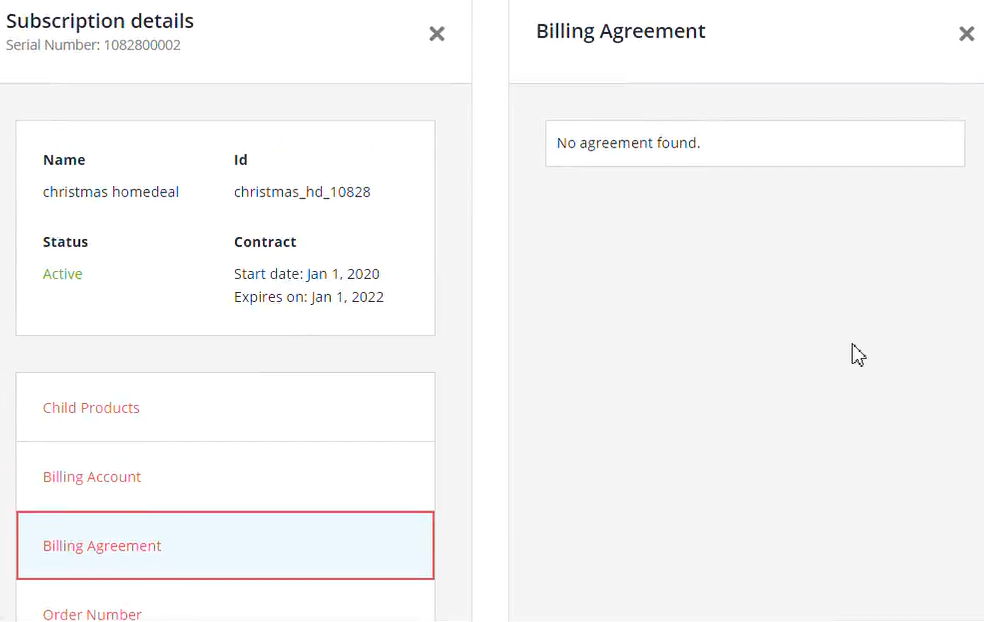 Subscription details
Serial Number: 1082800002
Name
Id
christmas homedeal
christmas_hd_10828
Status
Contract
Active
Start date: Jan 1, 2020
Expires on: Jan 1, 2022
Child Products
Billing Account
Billing Agreement
Order Number
Billing Agreement
No agreement found.